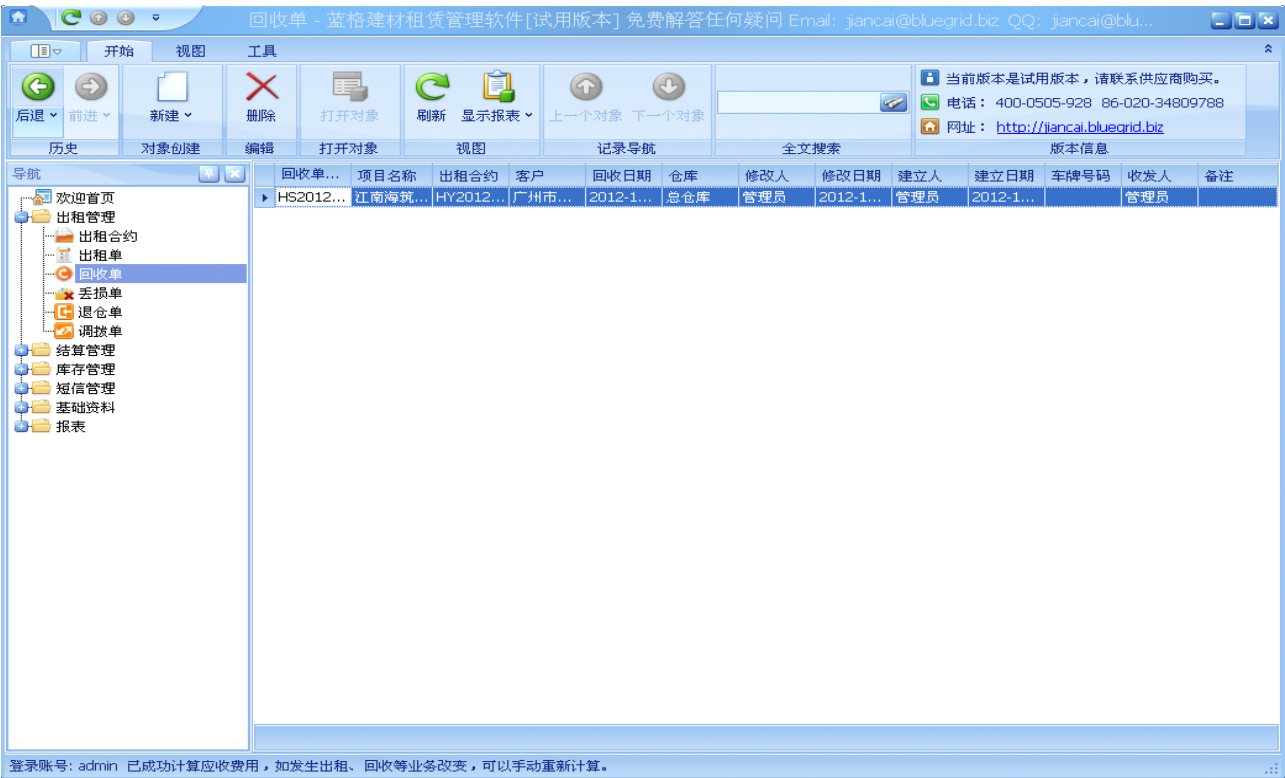 回收单 - 蓝格建材租赁管理软件[试用版本] 免费解答任何疑问 Email: jiancai@bluegrid.biz QQ: jiancai@blu...
开始 视图 工具
后退 前进 新建 删除 打开对象 刷新 显示报表 上一个对象 下一个对象
当前版本是试用版本，请联系供应商购买。
电话： 400-0505-928 86-020-34809788
网址： http://jiancai.bluegrid.biz
历史 对象创建 编辑 打开对象 视图 记录导航 全文搜索 版本信息
导航
欢迎首页
出租管理
出租合约
出租单
回收单
丢损单
退仓单
调拨单
结算管理
库存管理
短信管理
基础资料
报表
回收单... 项目名称 出租合约 客户 回收日期 仓库 修改人 修改日期 建立人 建立日期 车牌号码 收发人 备注
HS2012... 江南海筑... HY2012... 广州市... 2012-1... 总仓库 管理员 2012-1... 管理员 2012-1... 管理员
登录账号: admin 已成功计算应收费用，如发生出租、回收等业务改变，可以手动重新计算。